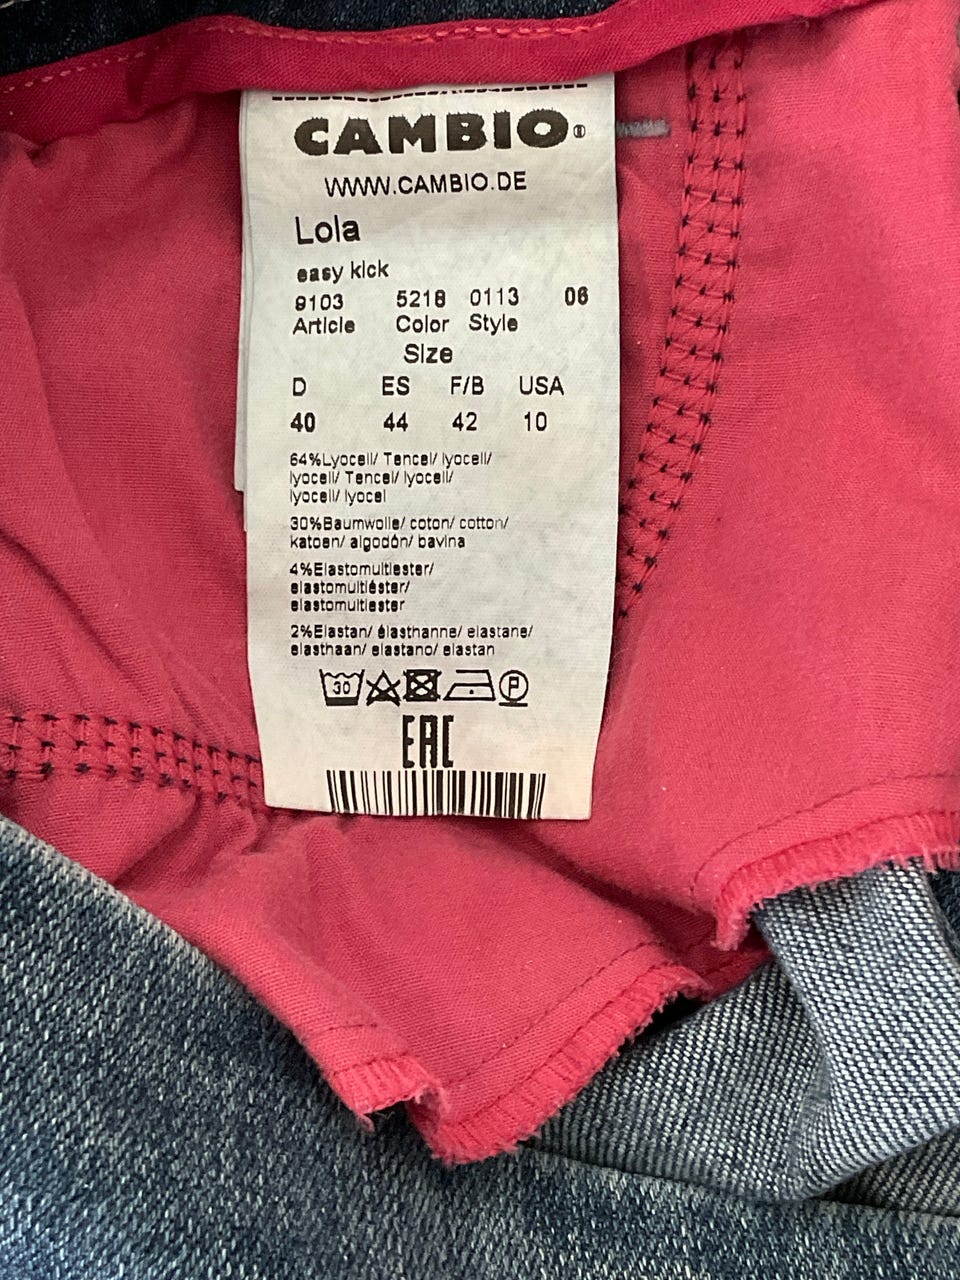 CAMBIO®
WWW.CAMBIO.DE
Lola
easy kick
9103 5218 0113 06
Article Color Style
Size
D ES F/B USA
40 44 42 10
64%Lyocell/ Tencel/ lyocell/
lyocell/ Tencel/ lyocell/
lyocell/ lyocel
30%Baumwolle/ coton/ cotton/
katoen/ algodón/ bavlna
4%Elastomultiester/
elastomultiéster/
elastomultiester
2%Elastan/ élasthanne/ elastane/
elasthaan/ elastano/ elastan
30 P
EAC